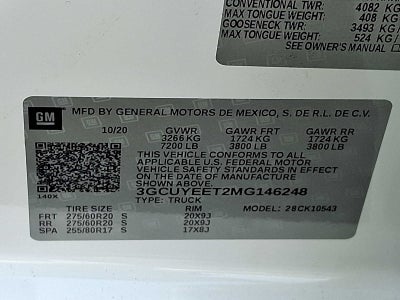 CONVENTIONAL TWR: 4082 KG
MAX TONGUE WEIGHT: 408 KG
GOOSENECK TWR: 3493 KG
MAX TONGUE WEIGHT: 524 KG
SEE OWNER'S MANUAL
GM
MFD BY GENERAL MOTORS DE MEXICO, S. DE R.L. DE C.V.
10/20 GVWR GAWR FRT GAWR RR
3266 KG 1724 KG 1724 KG
7200 LB 3800 LB 3800 LB
THIS VEHICLE CONFORMS TO ALL
APPLICABLE U.S. FEDERAL MOTOR
VEHICLE SAFETY STANDARDS IN
EFFECT ON THE DATE OF
MANUFACTURE SHOWN ABOVE.
3GCUYEET2MG146248
140X TYPE: TRUCK
TIRE SIZE RIM MODEL: 28CK10543
FRT 275/60R20 S 20X9J
RR 275/60R20 S 20X9J
SPA 255/80R17 S 17X8J